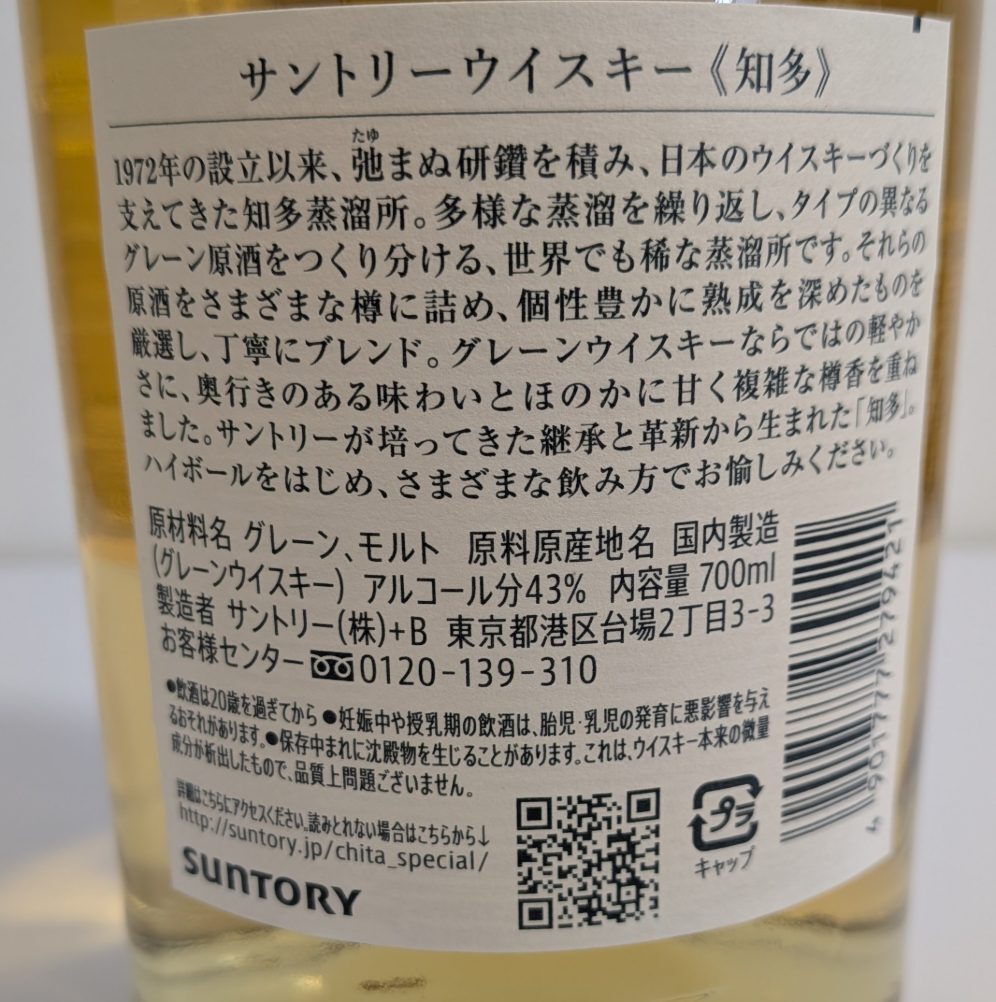 サントリーウイスキー《知多》
たゆ
1972年の設立以来、弛まぬ研鑽を積み、日本のウイスキーづくりを
支えてきた知多蒸溜所。多様な蒸溜を繰り返し、タイプの異なる
グレーン原酒をつくり分ける、世界でも稀な蒸溜所です。それらの
原酒をさまざまな樽に詰め、個性豊かに熟成を深めたものを
厳選し、丁寧にブレンド。グレーンウイスキーならではの軽やか
さに、奥行きのある味わいとほのかに甘く複雑な樽香を重ね
ました。サントリーが培ってきた継承と革新から生まれた「知多」。
ハイボールをはじめ、さまざまな飲み方でお愉しみください。
原材料名 グレーン、モルト 原料原産地名 国内製造
(グレーンウイスキー) アルコール分43% 内容量 700ml
製造者 サントリー(株)+B 東京都港区台場2丁目3-3
お客様センター 0120-139-310
●飲酒は20歳を過ぎてから ●妊娠中や授乳期の飲酒は、胎児・乳児の発育に悪影響を与え
るおそれがあります。●保存中まれに沈殿物を生じることがあります。これは、ウイスキー本来の微量
成分が析出したもので、品質上問題ございません。
詳細はこちらにアクセスください。読みとれない場合はこちらから↓
http://suntory.jp/chita_special/
SUNTORY
プラ
キャップ
4 901777 279421